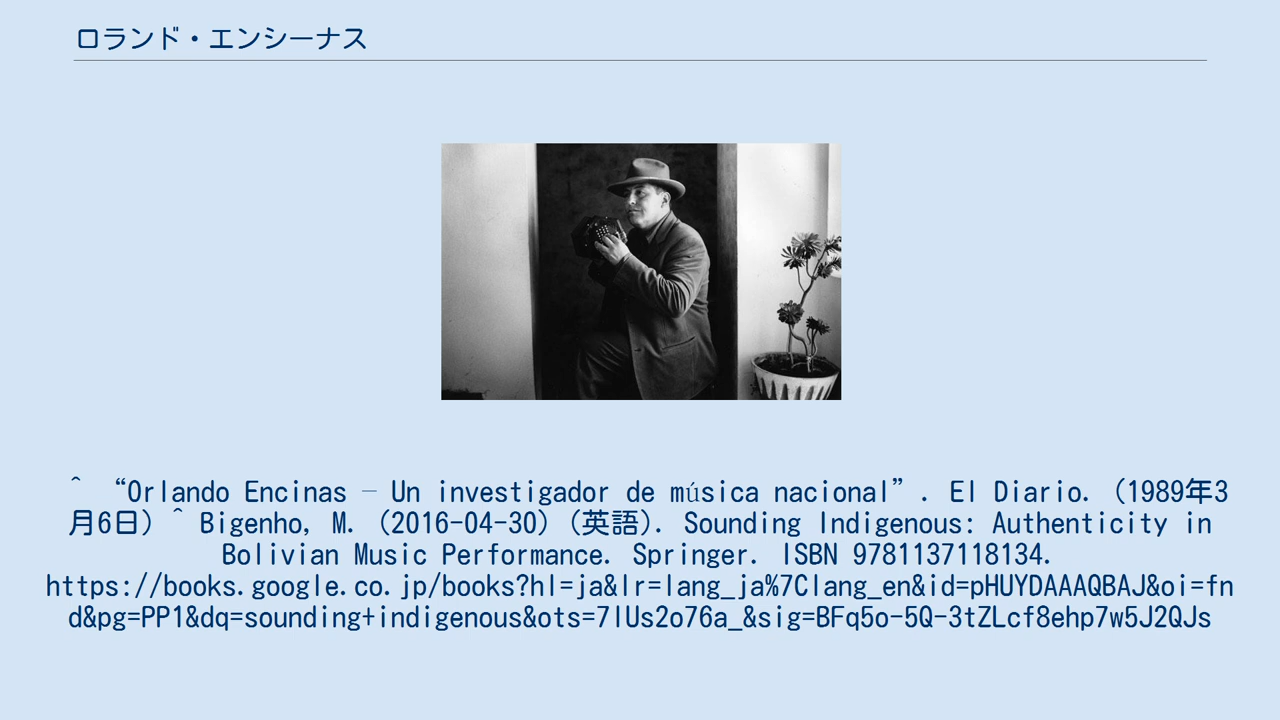 ロランド・エンシーナス
^ “Orlando Encinas – Un investigador de música nacional”. El Diario. (1989年3
月6日) ^ Bigenho, M. (2016-04-30) (英語). Sounding Indigenous: Authenticity in
Bolivian Music Performance. Springer. ISBN 9781137118134.
https://books.google.co.jp/books?hl=ja&lr=lang_ja%7Clang_en&id=pHUYDAAAQBAJ&oi=fn
d&pg=PP1&dq=sounding+indigenous&ots=7lUs2o76a_&sig=BFq5o-5Q-3tZLcf8ehp7w5J2QJs